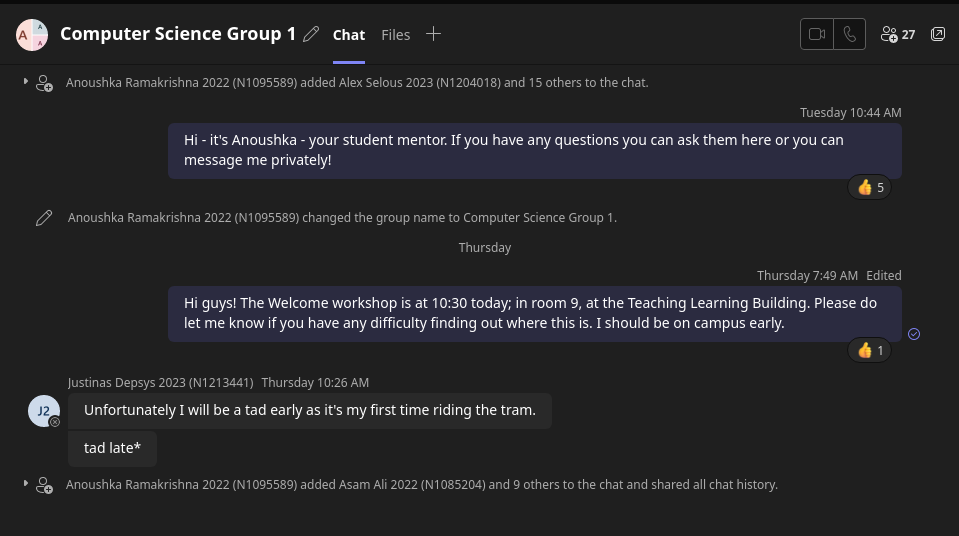 A A A Computer Science Group 1 Chat Files 27
Anoushka Ramakrishna 2022 (N1095589) added Alex Selous 2023 (N1204018) and 15 others to the chat.
Tuesday 10:44 AM
Hi - it's Anoushka - your student mentor. If you have any questions you can ask them here or you can
message me privately!
👍 5
Anoushka Ramakrishna 2022 (N1095589) changed the group name to Computer Science Group 1.
Thursday
Thursday 7:49 AM Edited
Hi guys! The Welcome workshop is at 10:30 today; in room 9, at the Teaching Learning Building. Please do
let me know if you have any difficulty finding out where this is. I should be on campus early.
👍 1
Justinas Depsys 2023 (N1213441) Thursday 10:26 AM
J2 Unfortunately I will be a tad early as it's my first time riding the tram.
tad late*
Anoushka Ramakrishna 2022 (N1095589) added Asam Ali 2022 (N1085204) and 9 others to the chat and shared all chat history.